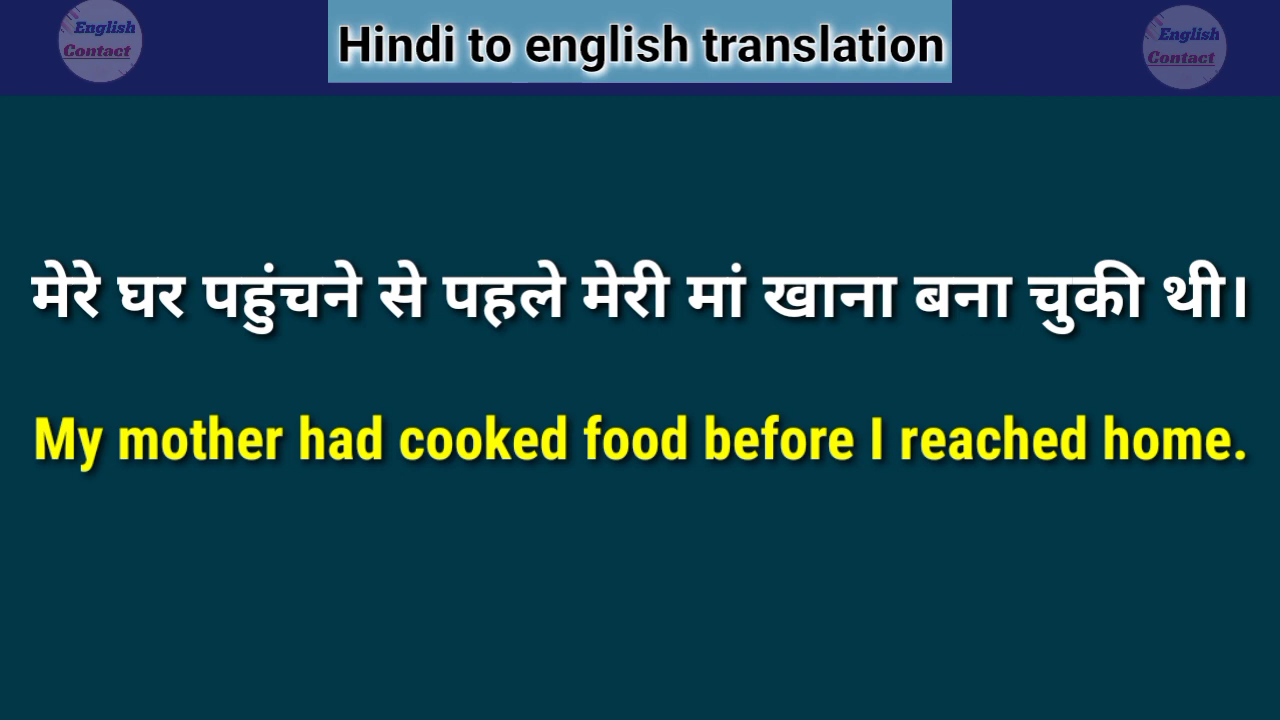 English
Contact
Hindi to english translation
English
Contact
मेरे घर पहुंचने से पहले मेरी मां खाना बना चुकी थी।
My mother had cooked food before I reached home.